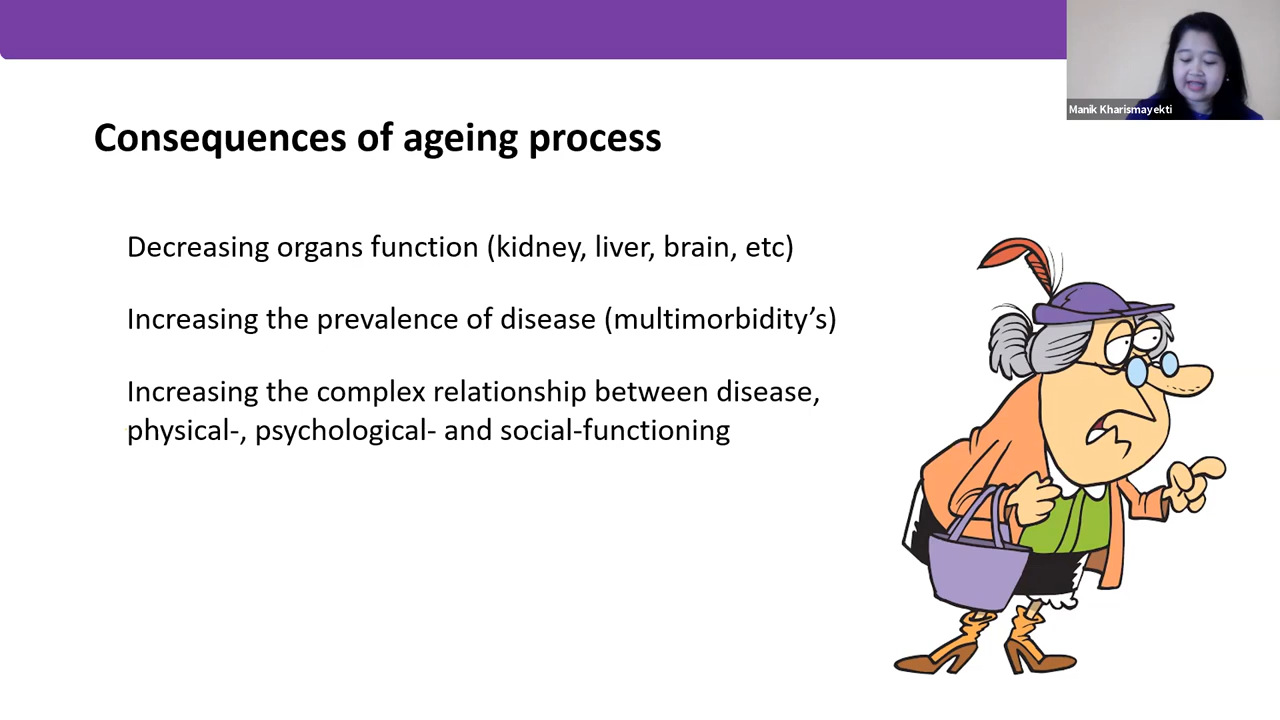 Manik Kharismayekti
Consequences of ageing process
Decreasing organs function (kidney, liver, brain, etc)
Increasing the prevalence of disease (multimorbidity’s)
Increasing the complex relationship between disease,
physical-, psychological- and social-functioning